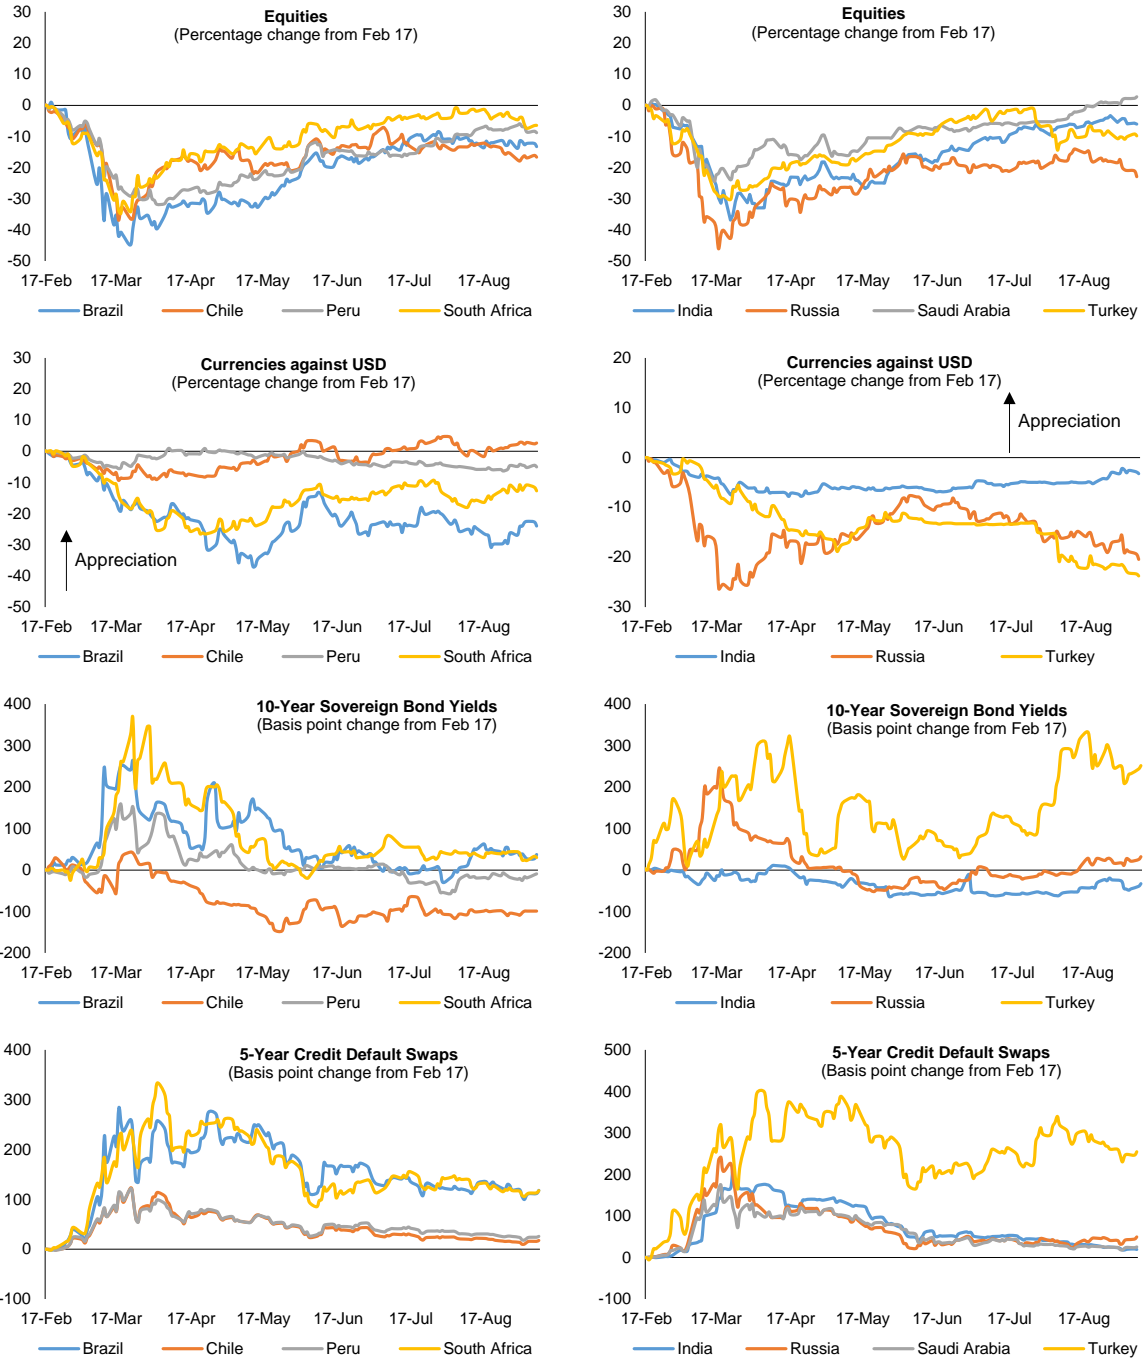 Equities
(Percentage change from Feb 17)
30
20
10
0
-10
-20
-30
-40
-50
17-Feb 17-Mar 17-Apr 17-May 17-Jun 17-Jul 17-Aug
Brazil Chile Peru South Africa
Equities
(Percentage change from Feb 17)
30
20
10
0
-10
-20
-30
-40
-50
17-Feb 17-Mar 17-Apr 17-May 17-Jun 17-Jul 17-Aug
India Russia Saudi Arabia Turkey
Currencies against USD
(Percentage change from Feb 17)
30
20
10
0
-10
-20
-30
-40
-50
Appreciation
17-Feb 17-Mar 17-Apr 17-May 17-Jun 17-Jul 17-Aug
Brazil Chile Peru South Africa
Currencies against USD
(Percentage change from Feb 17)
20
10
0
-10
-20
-30
Appreciation
17-Feb 17-Mar 17-Apr 17-May 17-Jun 17-Jul 17-Aug
India Russia Turkey
10-Year Sovereign Bond Yields
(Basis point change from Feb 17)
400
300
200
100
0
-100
-200
17-Feb 17-Mar 17-Apr 17-May 17-Jun 17-Jul 17-Aug
Brazil Chile Peru South Africa
10-Year Sovereign Bond Yields
(Basis point change from Feb 17)
400
300
200
100
0
-100
-200
17-Feb 17-Mar 17-Apr 17-May 17-Jun 17-Jul 17-Aug
India Russia Turkey
5-Year Credit Default Swaps
(Basis point change from Feb 17)
400
300
200
100
0
-100
17-Feb 17-Mar 17-Apr 17-May 17-Jun 17-Jul 17-Aug
Brazil Chile Peru South Africa
5-Year Credit Default Swaps
(Basis point change from Feb 17)
500
400
300
200
100
0
-100
17-Feb 17-Mar 17-Apr 17-May 17-Jun 17-Jul 17-Aug
India Russia Saudi Arabia Turkey